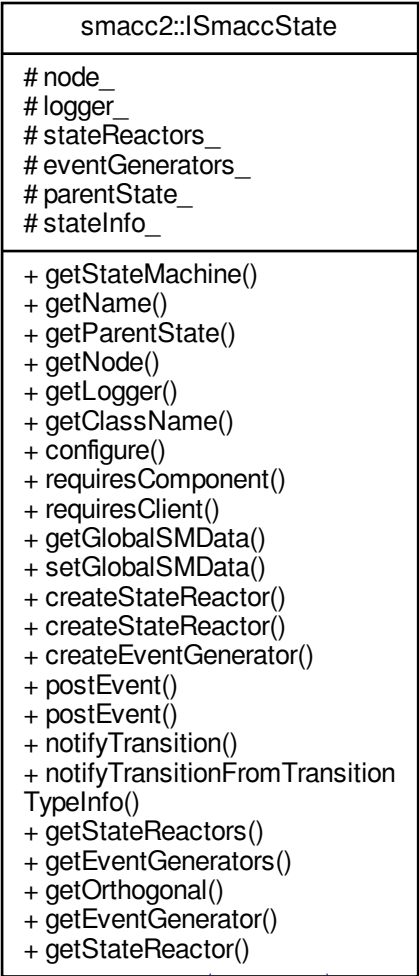 smacc2::ISmaccState
# node_
# logger_
# stateReactors_
# eventGenerators_
# parentState_
# stateInfo_
+ getStateMachine()
+ getName()
+ getParentState()
+ getNode()
+ getLogger()
+ getClassName()
+ configure()
+ requiresComponent()
+ requiresClient()
+ getGlobalSMData()
+ setGlobalSMData()
+ createStateReactor()
+ createStateReactor()
+ createEventGenerator()
+ postEvent()
+ postEvent()
+ notifyTransition()
+ notifyTransitionFromTransition
TypeInfo()
+ getStateReactors()
+ getEventGenerators()
+ getOrthogonal()
+ getEventGenerator()
+ getStateReactor()